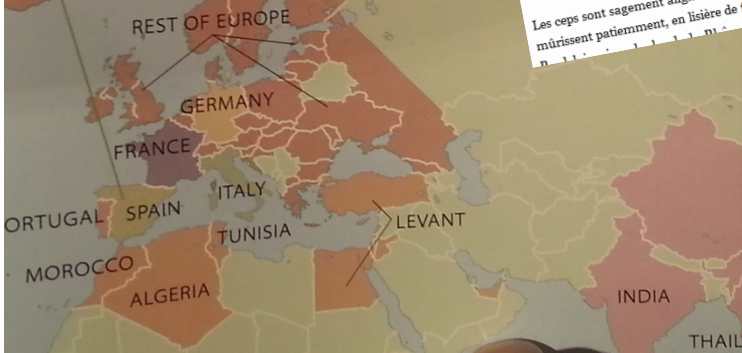 REST OF EUROPE
Les ceps sont sagement
mûrissent patiemment, en lisière de
GERMANY
FRANCE
ITALY
ORTUGAL
SPAIN
TUNISIA
LEVANT
MOROCCO
ALGERIA
INDIA
THAIL